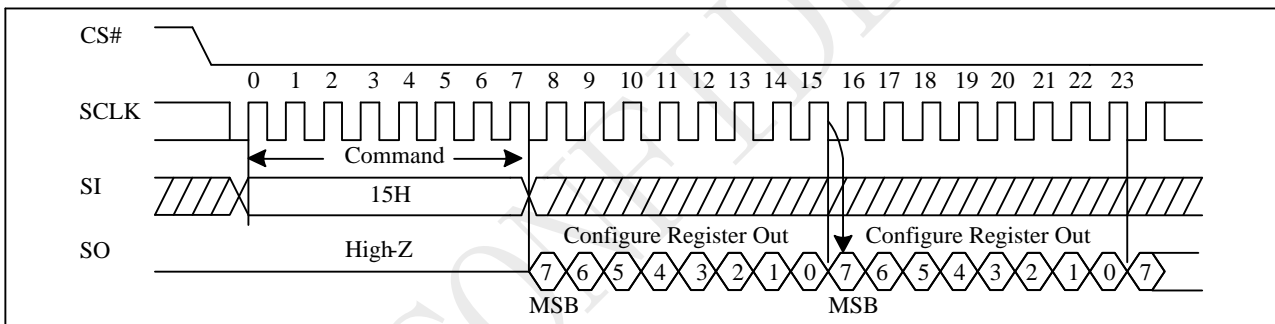 CS#
0 1 2 3 4 5 6 7 8 9 10 11 12 13 14 15 16 17 18 19 20 21 22 23
SCLK
Command
SI
15H
SO
High-Z
Configure Register Out
Configure Register Out
7 6 5 4 3 2 1 0 7 6 5 4 3 2 1 0 7
MSB
MSB